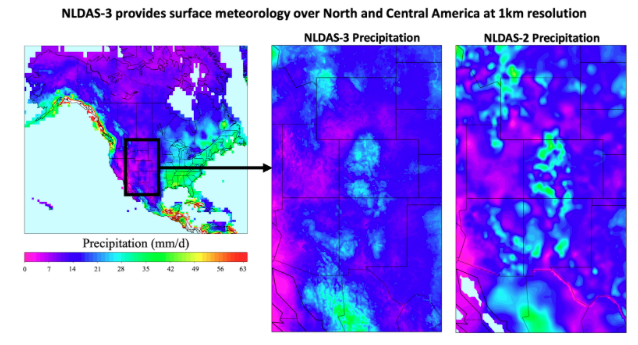 NLDAS-3 provides surface meteorology over North and Central America at 1km resolution
NLDAS-3 Precipitation
NLDAS-2 Precipitation
Precipitation (mm/d)
0 7 14 21 28 35 42 49 56 63